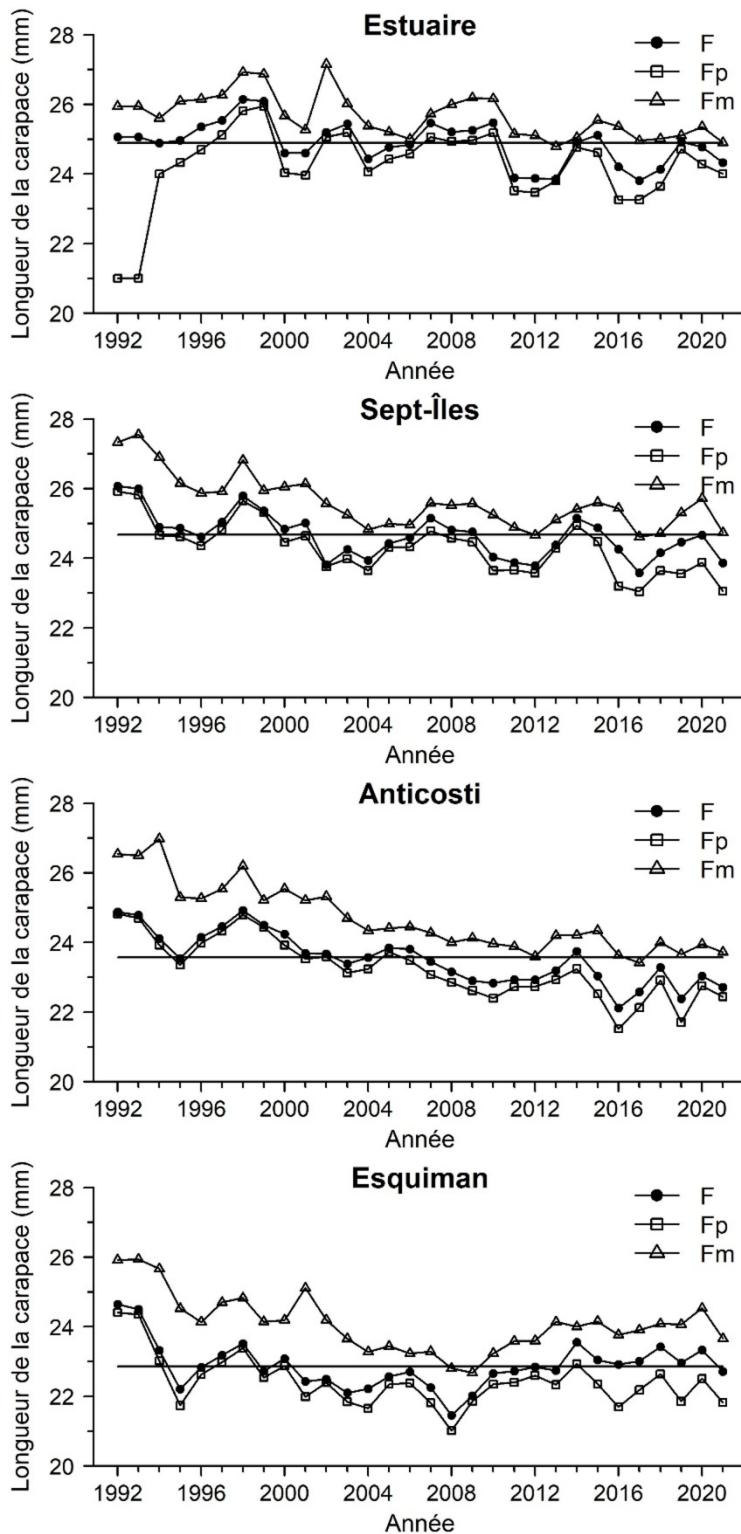 Estuaire
Longueur de la carapace (mm)
28
26
24
22
20
F
Fp
Fm
1992 1996 2000 2004 2008 2012 2016 2020
Année
Sept-Îles
Longueur de la carapace (mm)
28
26
24
22
20
F
Fp
Fm
1992 1996 2000 2004 2008 2012 2016 2020
Année
Anticosti
Longueur de la carapace (mm)
28
26
24
22
20
F
Fp
Fm
1992 1996 2000 2004 2008 2012 2016 2020
Année
Esquiman
Longueur de la carapace (mm)
28
26
24
22
20
F
Fp
Fm
1992 1996 2000 2004 2008 2012 2016 2020
Année